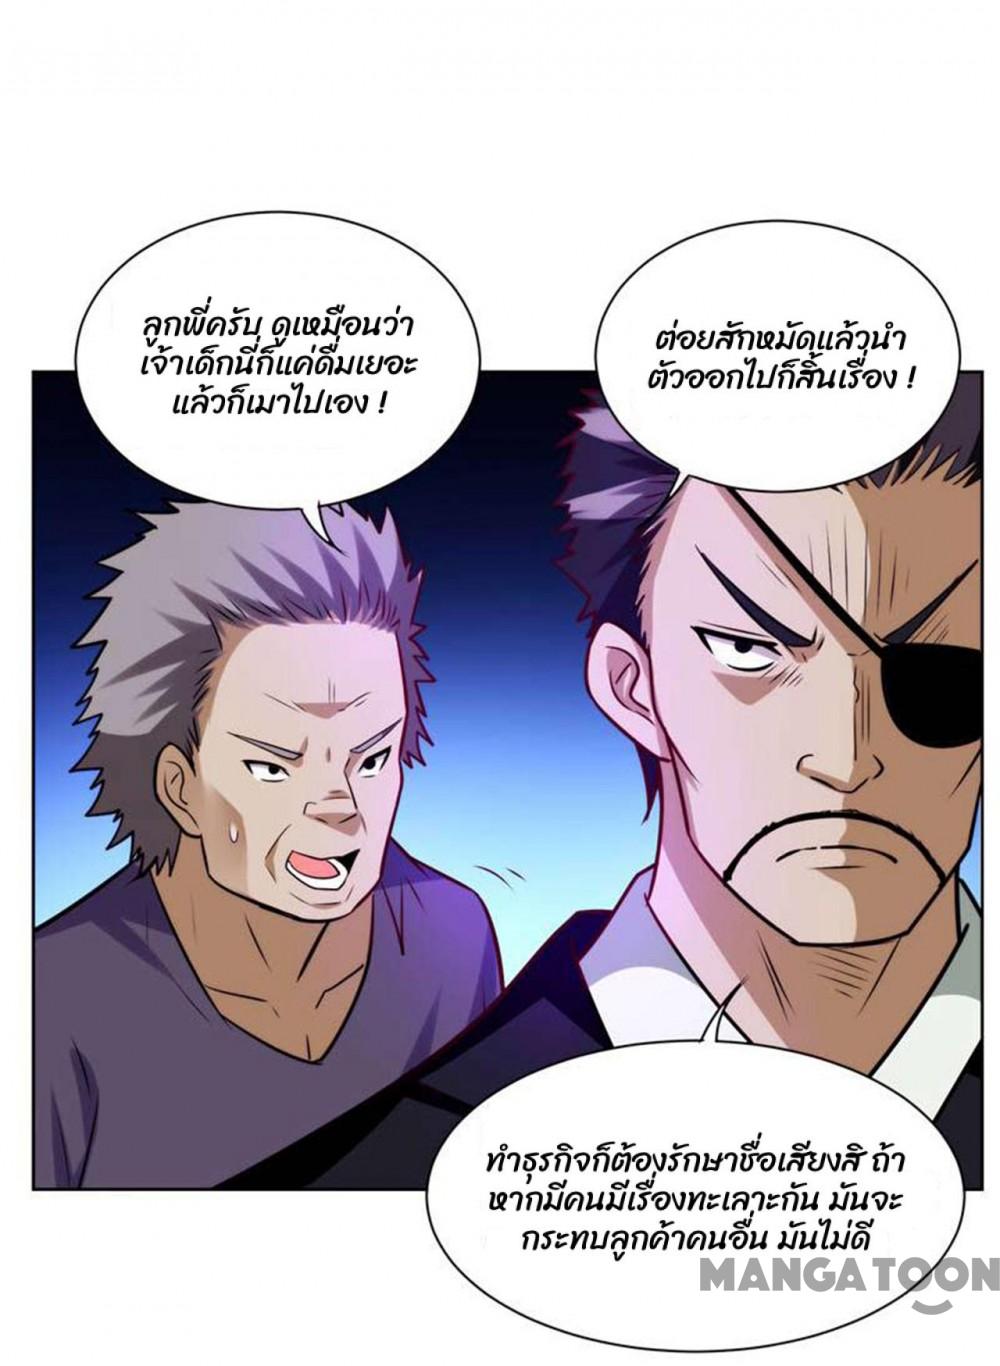 ลูกพี่ครับ ดูเหมือนว่า
เจ้าเด็กนี่ก็แค่ดื่มเยอะ
แล้วก็เมาไปเอง !
ต่อยสักหมัดแล้วนำ
ตัวออกไปก็สิ้นเรื่อง !
ทำธุรกิจก็ต้องรักษาชื่อเสียงสิ ถ้า
หากมีคนมีเรื่องทะเลาะกัน มันจะ
กระทบลูกค้าคนอื่น มันไม่ดี
MANGATOON